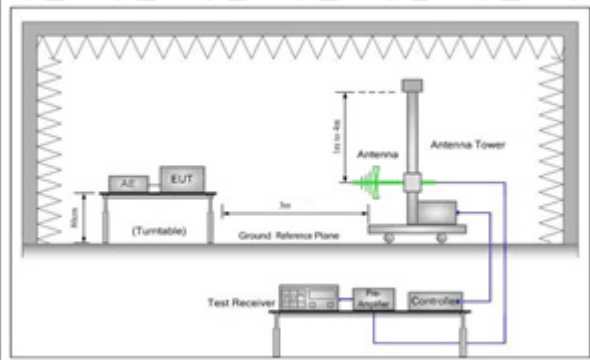 1m to 4m
Antenna Tower
Antenna
AE
EUT
80cm
3m
(Turntable)
Ground Reference Plane
Test Receiver
Pre-
Amplifier
Controller